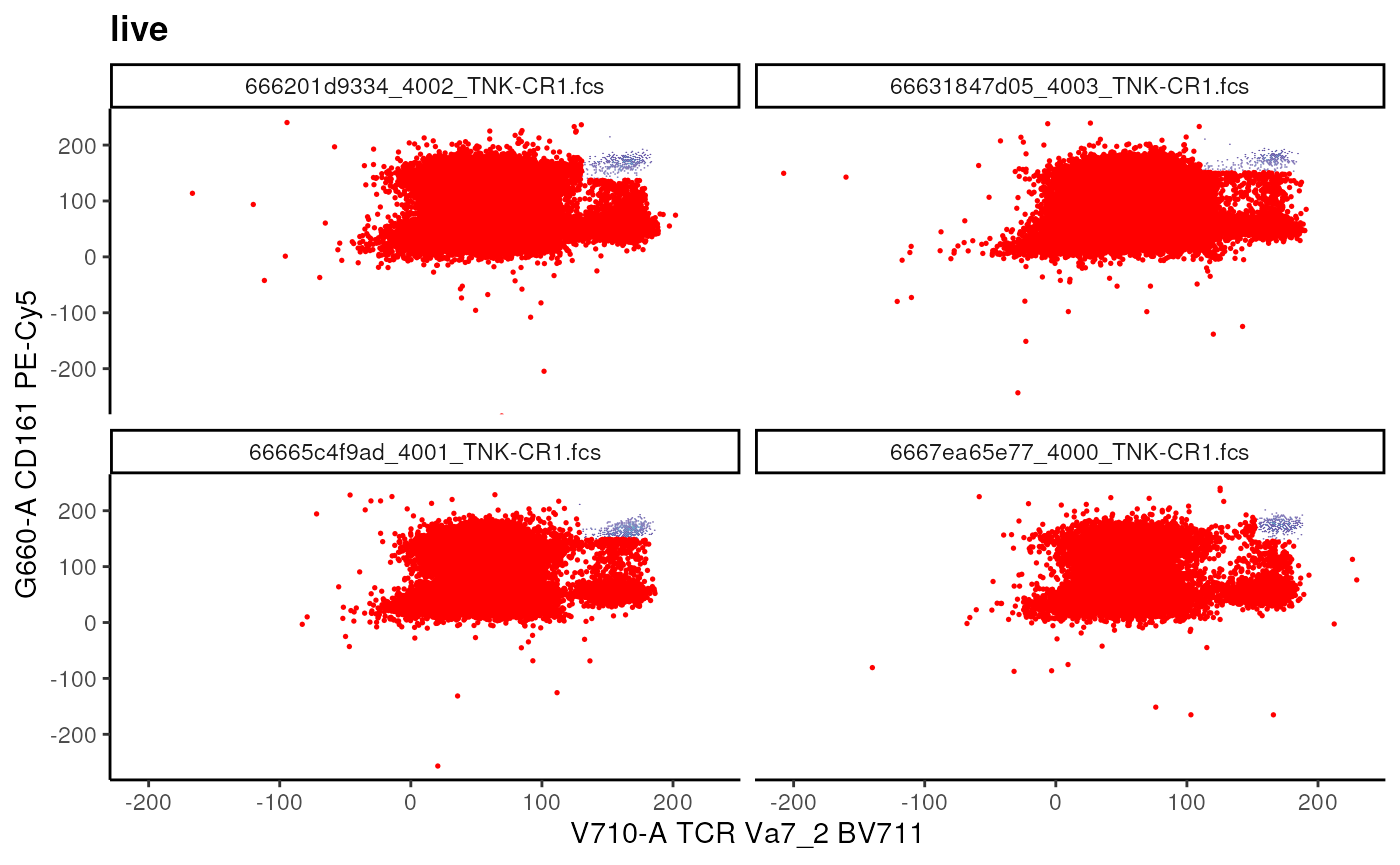 live
666201d9334_4002_TNK-CR1.fcs
66631847d05_4003_TNK-CR1.fcs
200
100
0
-100
-200
66665c4f9ad_4001_TNK-CR1.fcs
6667ea65e77_4000_TNK-CR1.fcs
200
100
0
-100
-200
G660-A CD161 PE-Cy5
-200 -100 0 100 200
-200 -100 0 100 200
V710-A TCR Va7_2 BV711